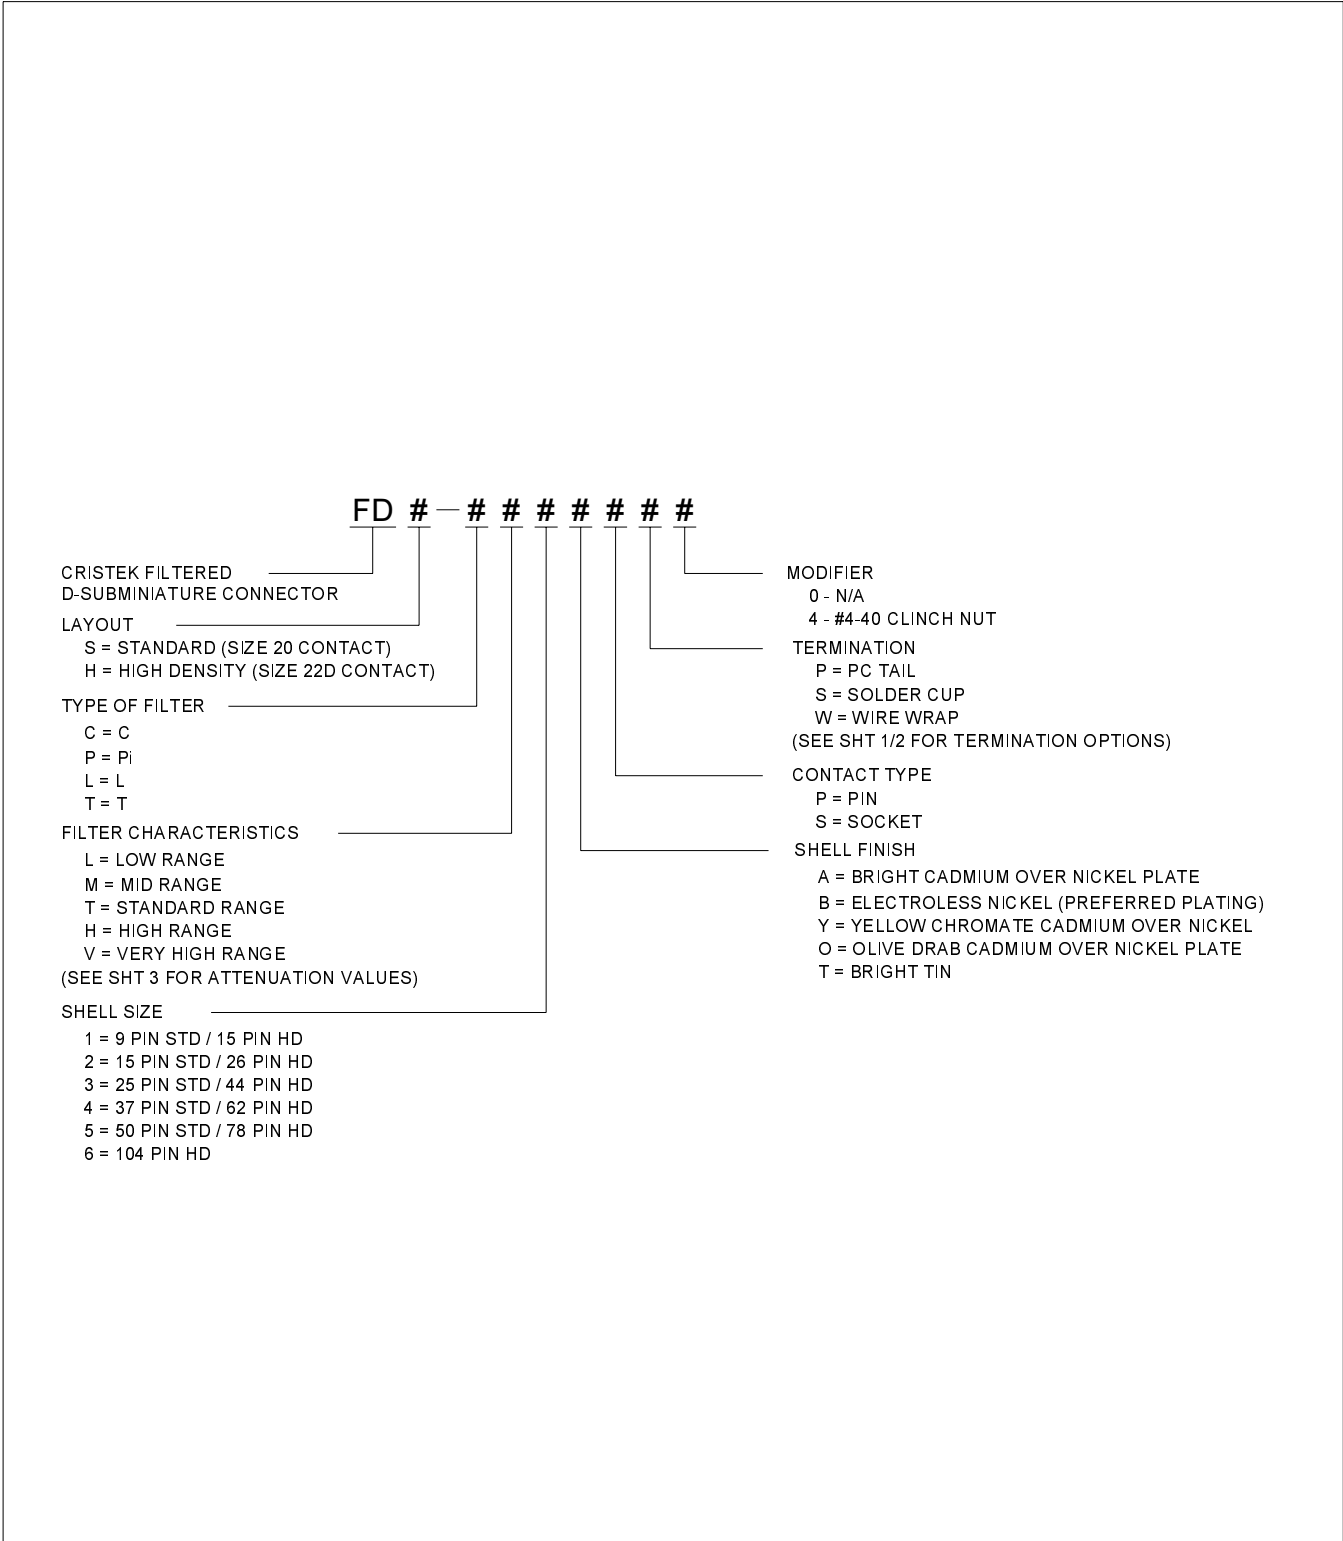 FD # — # # # # # # #
CRISTEK FILTERED
D-SUBMINIATURE CONNECTOR
LAYOUT
S = STANDARD (SIZE 20 CONTACT)
H = HIGH DENSITY (SIZE 22D CONTACT)
TYPE OF FILTER
C = C
P = Pi
L = L
T = T
FILTER CHARACTERISTICS
L = LOW RANGE
M = MID RANGE
T = STANDARD RANGE
H = HIGH RANGE
V = VERY HIGH RANGE
(SEE SHT 3 FOR ATTENUATION VALUES)
SHELL SIZE
1 = 9 PIN STD / 15 PIN HD
2 = 15 PIN STD / 26 PIN HD
3 = 25 PIN STD / 44 PIN HD
4 = 37 PIN STD / 62 PIN HD
5 = 50 PIN STD / 78 PIN HD
6 = 104 PIN HD
MODIFIER
0 - N/A
4 - #4-40 CLINCH NUT
TERMINATION
P = PC TAIL
S = SOLDER CUP
W = WIRE WRAP
(SEE SHT 1/2 FOR TERMINATION OPTIONS)
CONTACT TYPE
P = PIN
S = SOCKET
SHELL FINISH
A = BRIGHT CADMIUM OVER NICKEL PLATE
B = ELECTROLESS NICKEL (PREFERRED PLATING)
Y = YELLOW CHROMATE CADMIUM OVER NICKEL
O = OLIVE DRAB CADMIUM OVER NICKEL PLATE
T = BRIGHT TIN